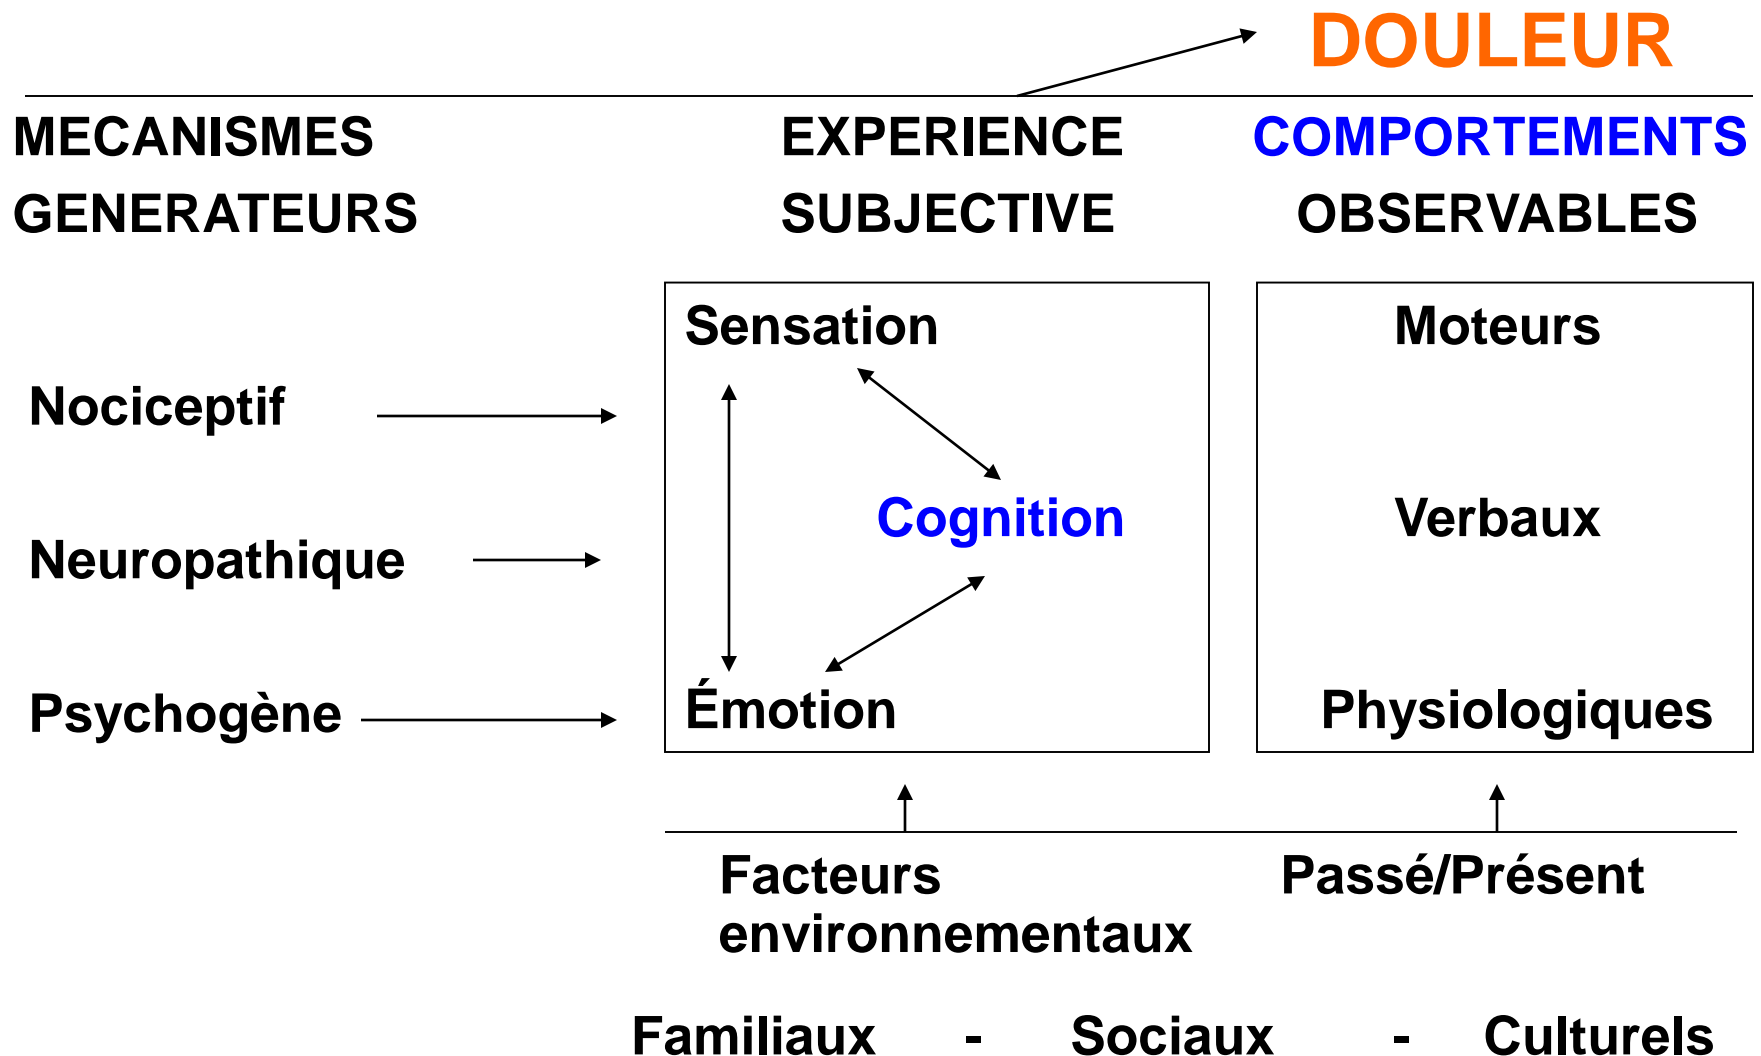 DOULEUR
MECANISMES EXPERIENCE COMPORTEMENTS
GENERATEURS SUBJECTIVE OBSERVABLES
Sensation Moteurs
Nociceptif
Cognition Verbaux
Neuropathique
Psychogène Émotion Physiologiques
Facteurs Passé/Présent
environnementaux
Familiaux - Sociaux - Culturels